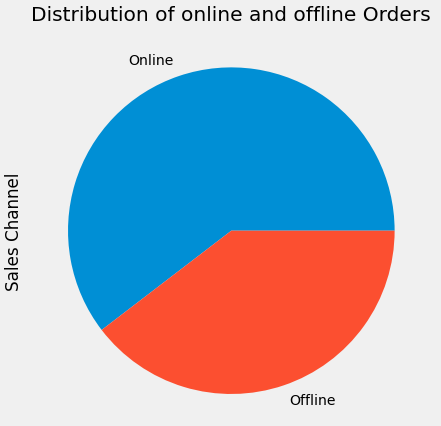 Distribution of online and offline Orders
Online
Sales Channel
Offline